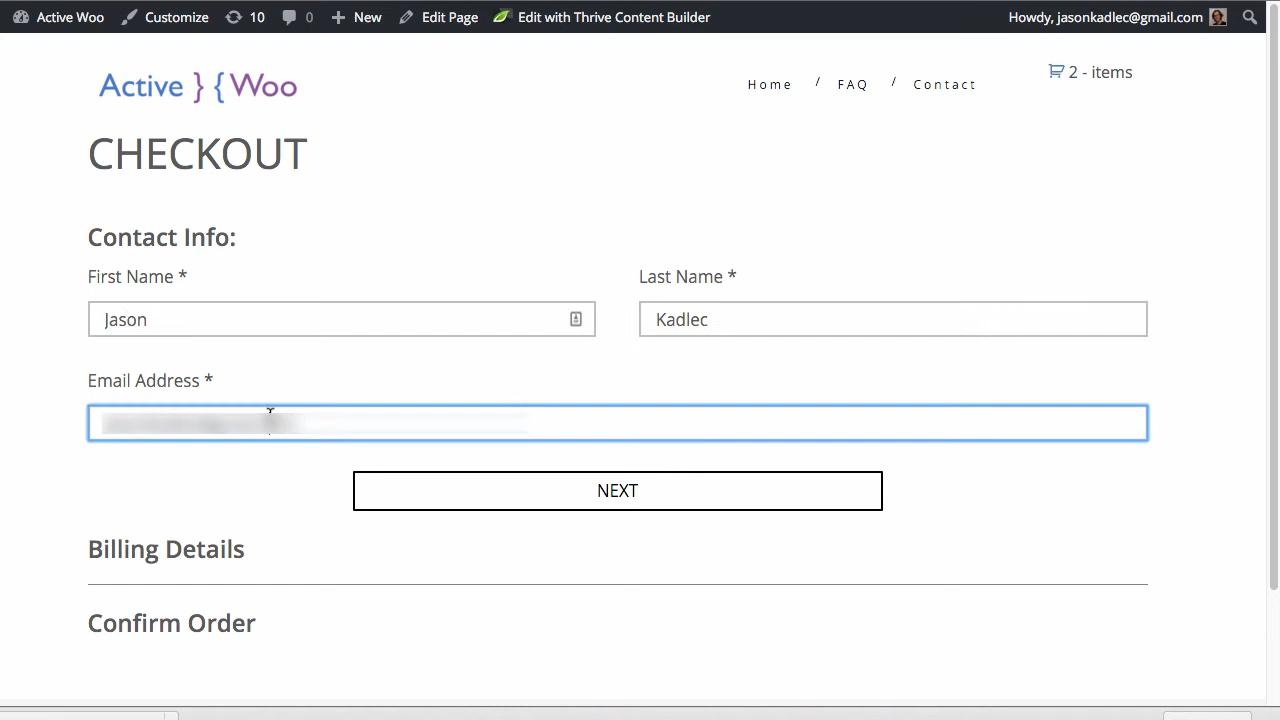 Active Woo Customize 10 0 New Edit Page Edit with Thrive Content Builder Howdy, jasonkadlec@gmail.com
Active } { Woo
Home / FAQ / Contact
2 - items
CHECKOUT
Contact Info:
First Name * Last Name *
Jason Kadlec
Email Address *
NEXT
Billing Details
Confirm Order